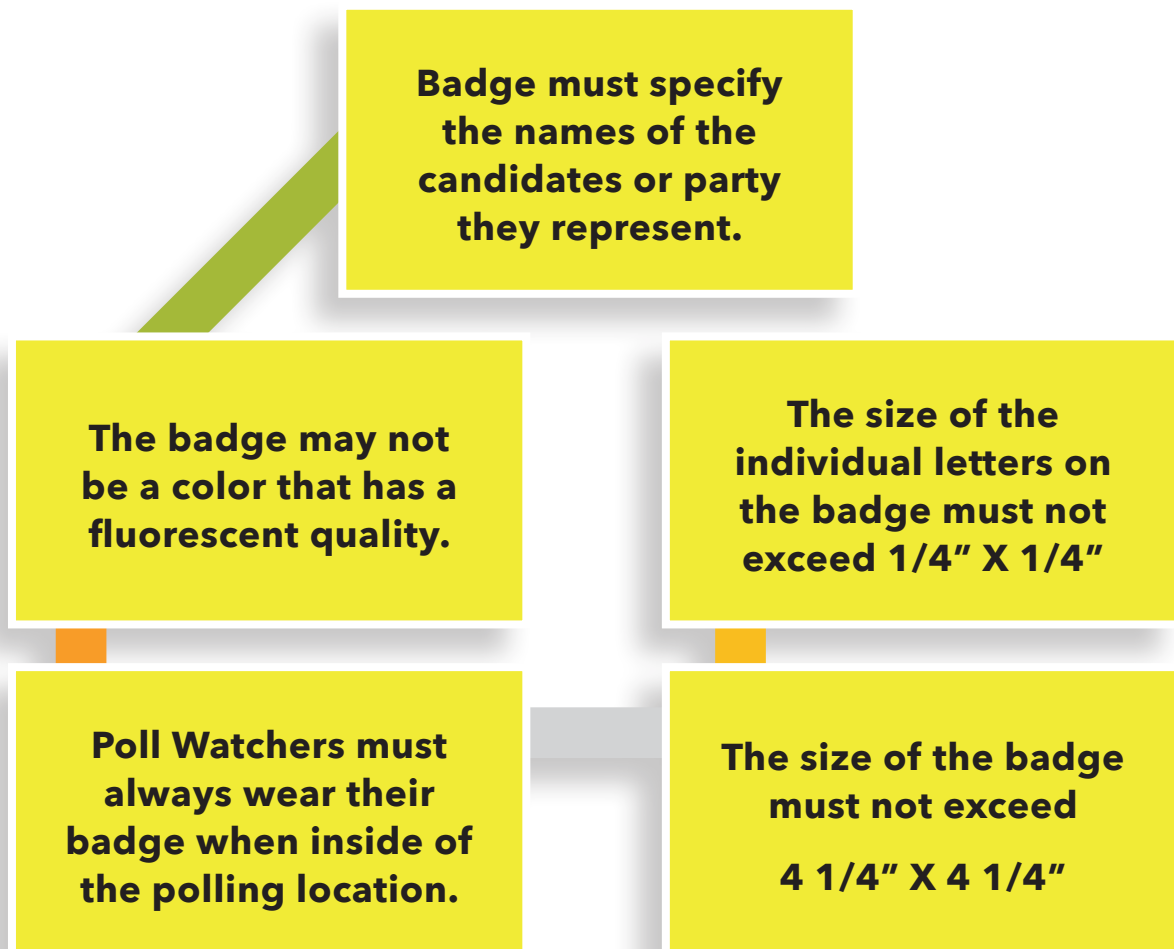 Badge must specify
the names of the
candidates or party
they represent.
The badge may not
be a color that has a
fluorescent quality.
The size of the
individual letters on
the badge must not
exceed 1/4” X 1/4”
Poll Watchers must
always wear their
badge when inside of
the polling location.
The size of the badge
must not exceed
4 1/4” X 4 1/4”